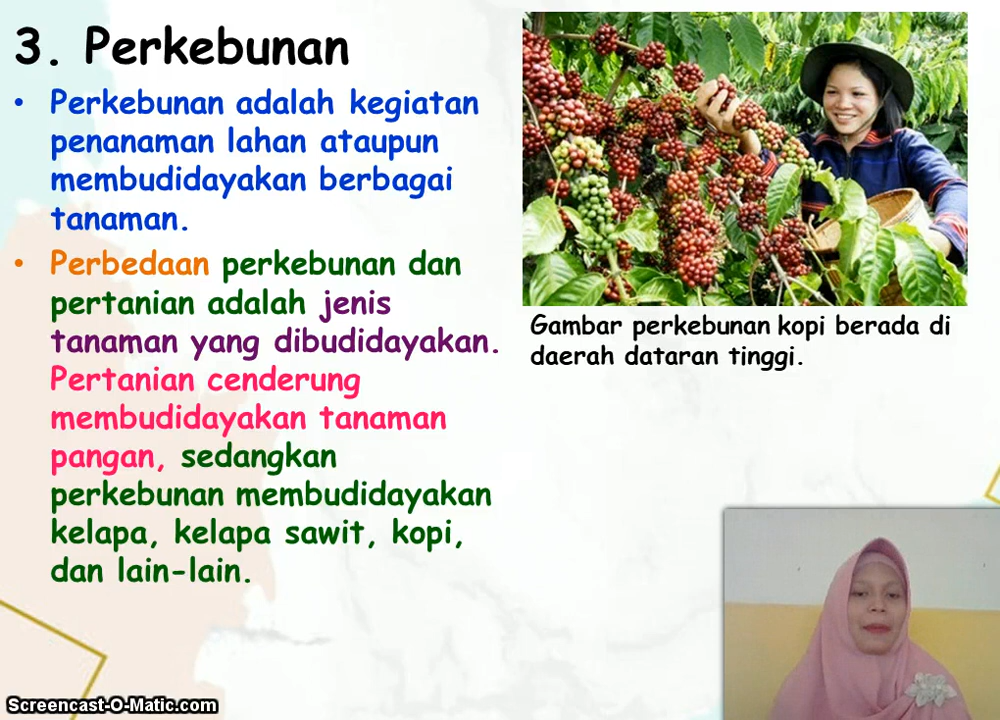 3. Perkebunan
• Perkebunan adalah kegiatan
penanaman lahan ataupun
membudidayakan berbagai
tanaman.
• Perbedaan perkebunan dan
pertanian adalah jenis
tanaman yang dibudidayakan.
Pertanian cenderung
membudidayakan tanaman
pangan, sedangkan
perkebunan membudidayakan
kelapa, kelapa sawit, kopi,
dan lain-lain.
Gambar perkebunan kopi berada di
daerah dataran tinggi.
Screencast-O-Matic.com